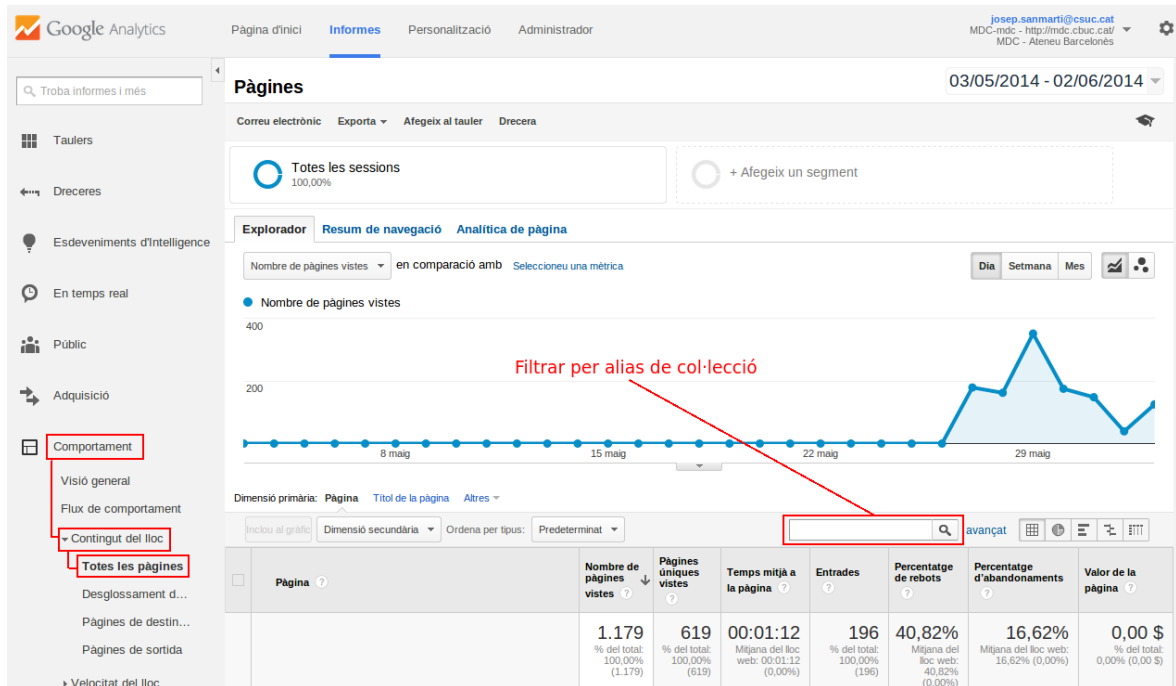 Google Analytics
Pàgina d'inici
Informes
Personalització
Administrador
josep.sanmarti@csuc.cat
MDC-mdc - http://mdc.cbuc.cat/
MDC - Ateneu Barcelonès
Troba informes i més
Taulers
Dreceres
Esdeveniments d'Intelligence
En temps real
Públic
Adquisició
Comportament
Visió general
Flux de comportament
Contingut del lloc
Totes les pàgines
Desglossament d...
Pàgines de destin...
Pàgines de sortida
Velocitat del lloc
Pàgines
03/05/2014 - 02/06/2014
Correu electrònic
Exporta
Afegeix al tauler
Drecera
Totes les sessions
100,00%
+ Afegeix un segment
Explorador
Resum de navegació
Analítica de pàgina
Nombre de pàgines vistes
en comparació amb
Seleccioneu una mètrica
Dia
Setmana
Mes
Nombre de pàgines vistes
400
200
Filtrar per alias de col·lecció
8 maig
15 maig
22 maig
29 maig
Dimensió primària:
Pàgina
Títol de la pàgina
Altres
Inclou al gràfic
Dimensió secundària
Ordena per tipus:
Predeterminat
avançat
Pàgina ?
Nombre de
pàgines
vistes ?
Pàgines
úniques
vistes
?
Temps mitjà a
la pàgina ?
Entrades
?
Percentatge
de rebots
?
Percentatge
d'abandonaments
?
Valor de la
pàgina ?
1.179
% del total:
100,00%
(1.179)
619
% del total:
100,00%
(619)
00:01:12
Mitjana del lloc
web: 00:01:12
(0,00%)
196
% del total:
100,00%
(196)
40,82%
Mitjana del
lloc web:
40,82%
(0,00%)
16,62%
Mitjana del lloc web:
16,62% (0,00%)
0,00 $
% del total:
0,00% (0,00 $)